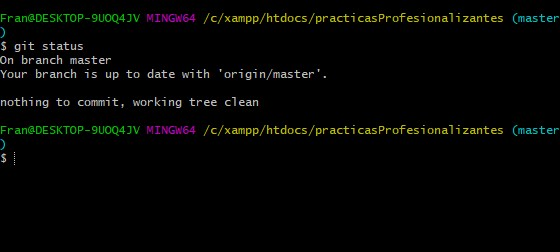 Fran@DESKTOP-9UOQ4JV MINGW64 /c/xampp/htdocs/practicasProfesionalizantes (master
)
$ git status
On branch master
Your branch is up to date with 'origin/master'.
nothing to commit, working tree clean
Fran@DESKTOP-9UOQ4JV MINGW64 /c/xampp/htdocs/practicasProfesionalizantes (master
)
$